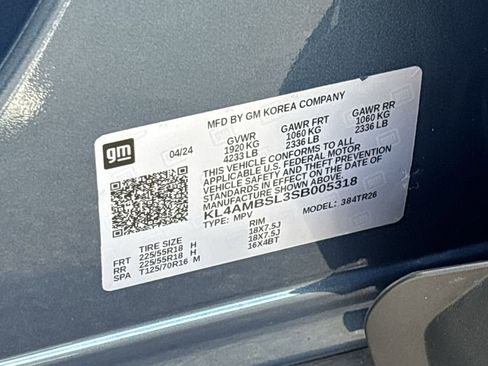 MFD BY GM KOREA COMPANY
gm
04/24
GVWR GAWR FRT GAWR RR
1920 KG 1060 KG 1060 KG
4233 LB 2336 LB 2336 LB
THIS VEHICLE CONFORMS TO ALL
APPLICABLE U.S. FEDERAL MOTOR
VEHICLE SAFETY AND THEFT PREVENTION
STANDARDS IN EFFECT ON THE DATE OF
MANUFACTURE SHOWN ABOVE.
KL4AMBSL3SB005318
TYPE: MPV MODEL: 384TR26
TIRE SIZE RIM
FRT 225/55R18 H 18X7.5J
RR 225/55R18 H 18X7.5J
SPA T125/70R16 M 16X4BT